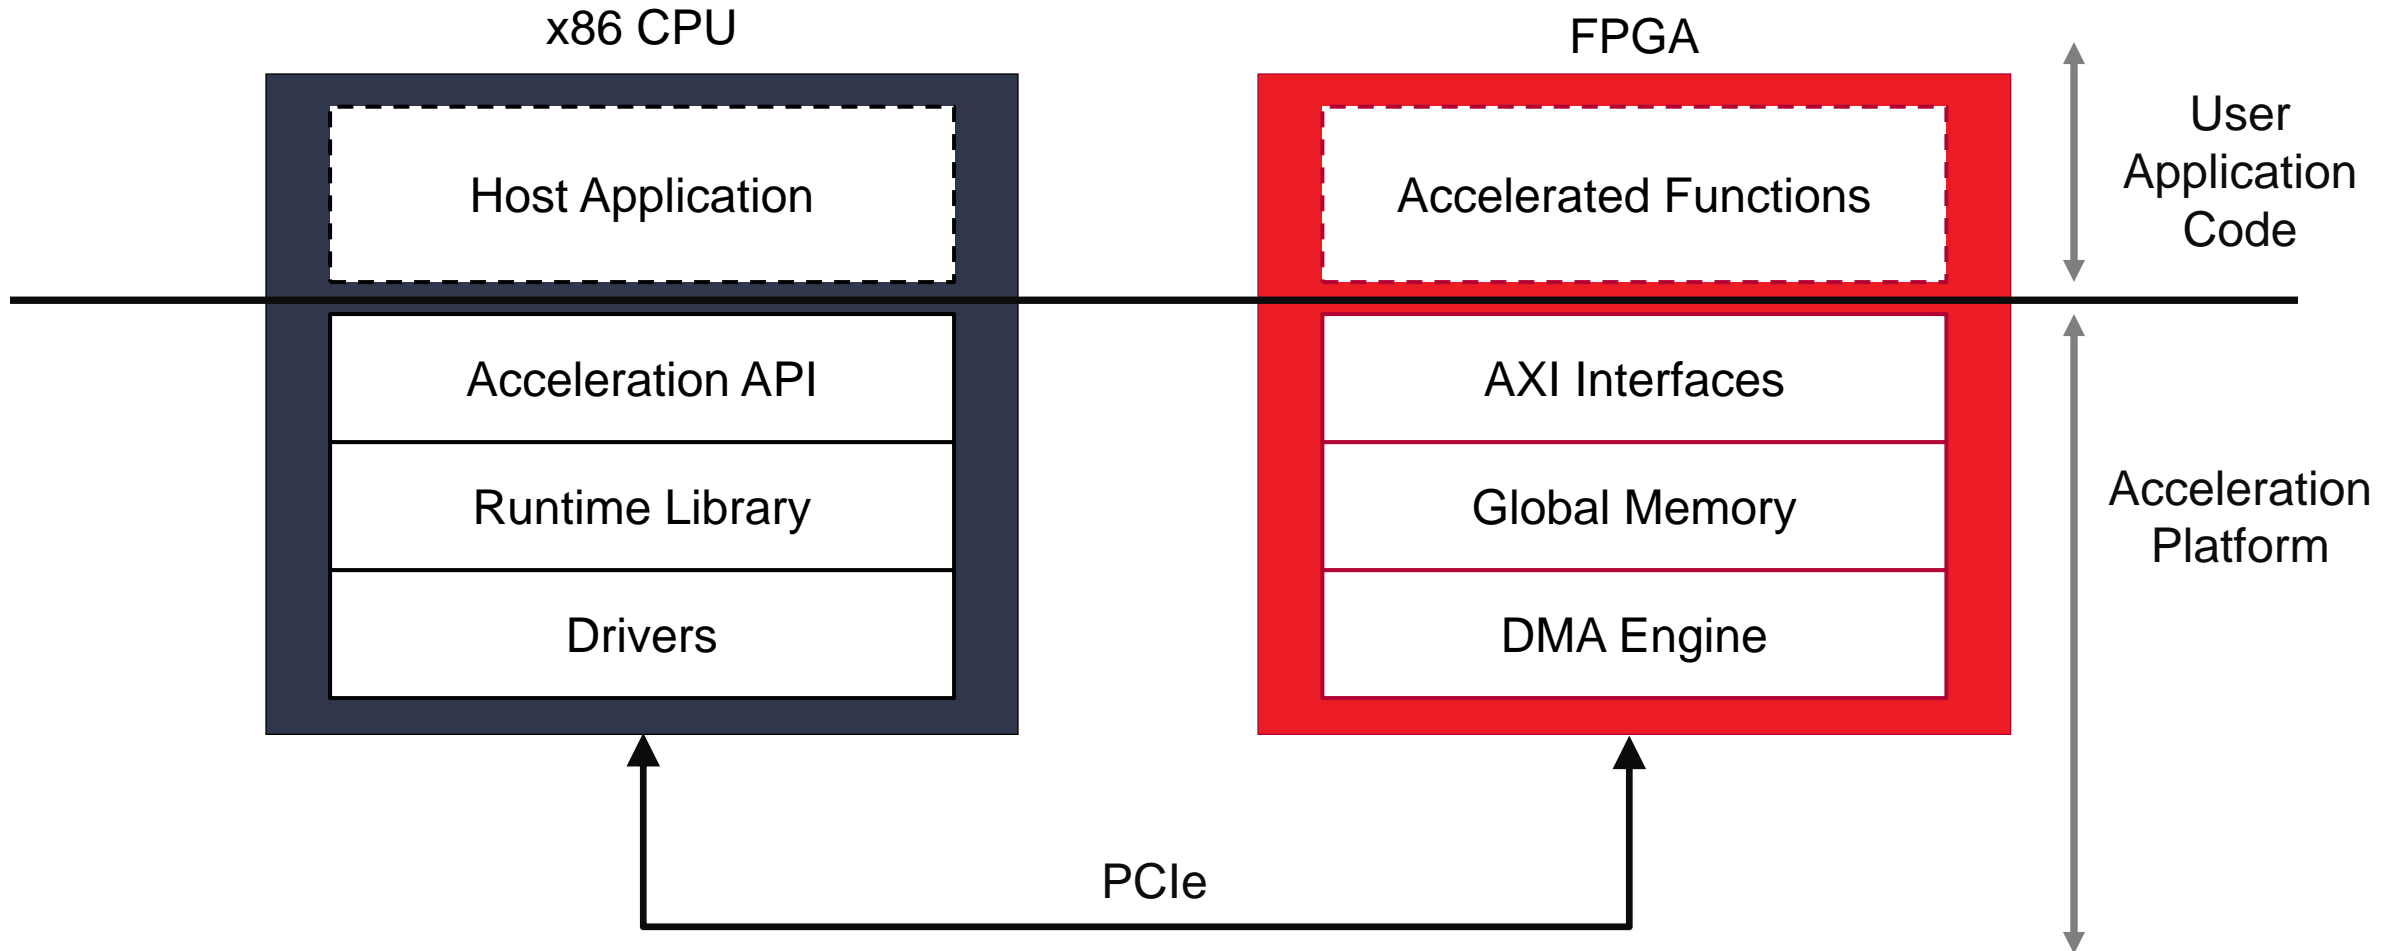 x86 CPU
FPGA
Host Application
Accelerated Functions
User
Application
Code
Acceleration API
AXI Interfaces
Runtime Library
Global Memory
Acceleration
Platform
Drivers
DMA Engine
PCIe